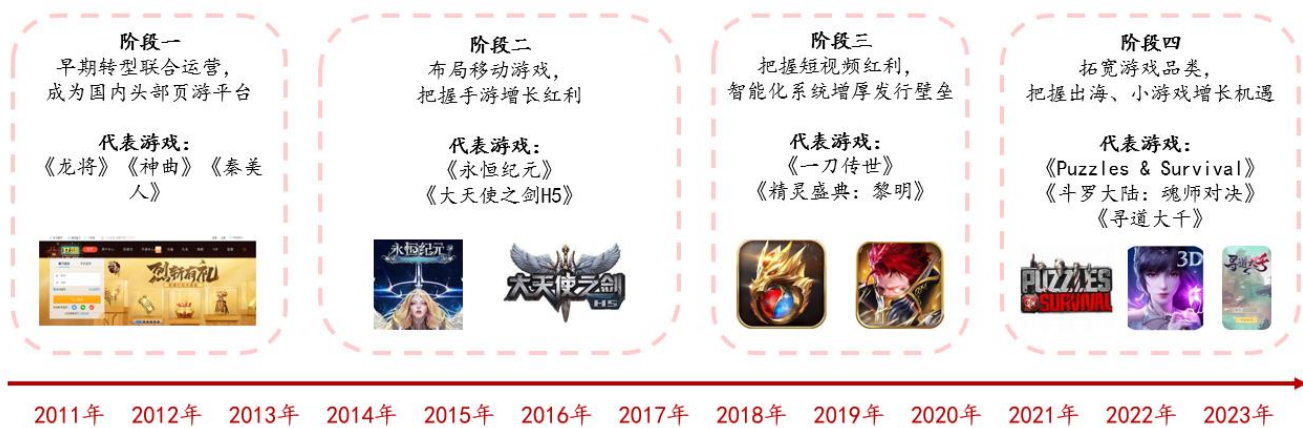 阶段一
早期转型联合运营,
成为国内头部页游平台
代表游戏:
《龙将》《神曲》《秦美
人》
阶段二
布局移动游戏,
把握手游增长红利
代表游戏:
《永恒纪元》
《大天使之剑H5》
永恒纪元
大天使之剑
H5
阶段三
把握短视频红利,
智能化系统增厚发行壁垒
代表游戏:
《一刀传世》
《精灵盛典: 黎明》
阶段四
拓宽游戏品类,
把握出海、小游戏增长机遇
代表游戏:
《Puzzles & Survival》
《斗罗大陆: 魂师对决》
《寻道大千》
PUZZLES
SURVIVAL
3D
寻道大千
2011年 2012年 2013年 2014年 2015年 2016年 2017年 2018年 2019年 2020年 2021年 2022年 2023年